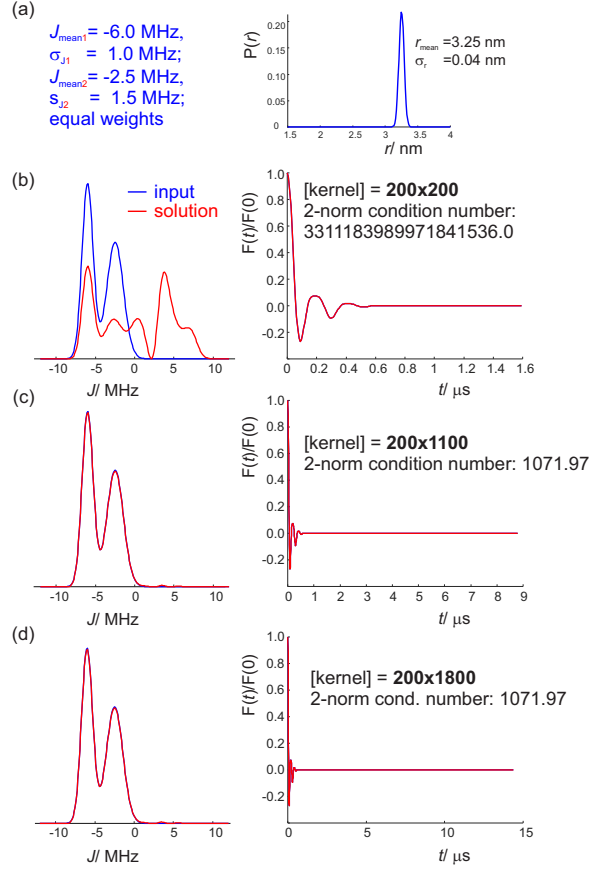 (a)
Jmean1= -6.0 MHz,
σJ1 = 1.0 MHz;
Jmean2= -2.5 MHz,
sJ2 = 1.5 MHz;
equal weights
P(r)
0.20
0.15
0.10
0.05
0
1.5 2 2.5 3 3.5 4
r/ nm
rmean =3.25 nm
σr =0.04 nm
(b)
input
solution
-10 -5 0 5 10
J/ MHz
F(t)/F(0)
1.0
0.8
0.6
0.4
0.2
0.0
-0.2
0 0.2 0.4 0.6 0.8 1.0 1.2 1.4 1.6
t/ μs
[kernel] = 200x200
2-norm condition number:
3311183989971841536.0
(c)
-10 -5 0 5 10
J/ MHz
F(t)/F(0)
1.0
0.8
0.6
0.4
0.2
0.0
-0.2
0 1 2 3 4 5 6 7 8 9
t/ μs
[kernel] = 200x1100
2-norm condition number: 1071.97
(d)
-10 -5 0 5 10
J/ MHz
F(t)/F(0)
1.0
0.8
0.6
0.4
0.2
0.0
-0.2
0 5 10 15
t/ μs
[kernel] = 200x1800
2-norm cond. number: 1071.97